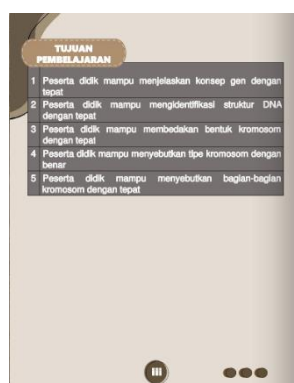 TUJUAN
PEMBELAJARAN
1 Peserta didik mampu menjelaskan konsep gen dengan
tepat
2 Peserta didik mampu mengidentifikasi struktur DNA
dengan tepat
3 Peserta didik mampu membedakan bentuk kromosom
dengan tepat
4 Peserta didik mampu menyebutkan tipe kromosom dengan
benar
5 Peserta didik mampu menyebutkan bagian-bagian
kromosom dengan tepat
III